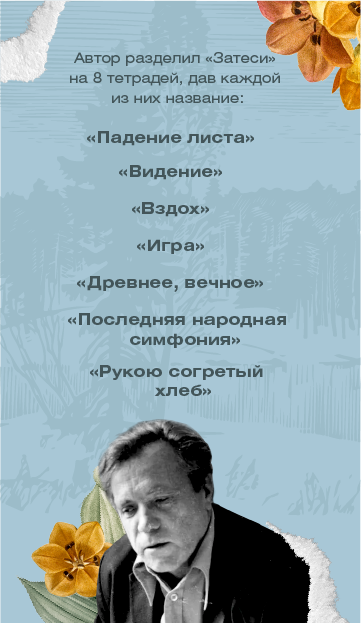 Автор разделил «Затеси»
на 8 тетрадей, дав каждой
из них название:
«Падение листа»
«Видение»
«Вздох»
«Игра»
«Древнее, вечное»
«Последняя народная
симфония»
«Рукою согретый
хлеб»